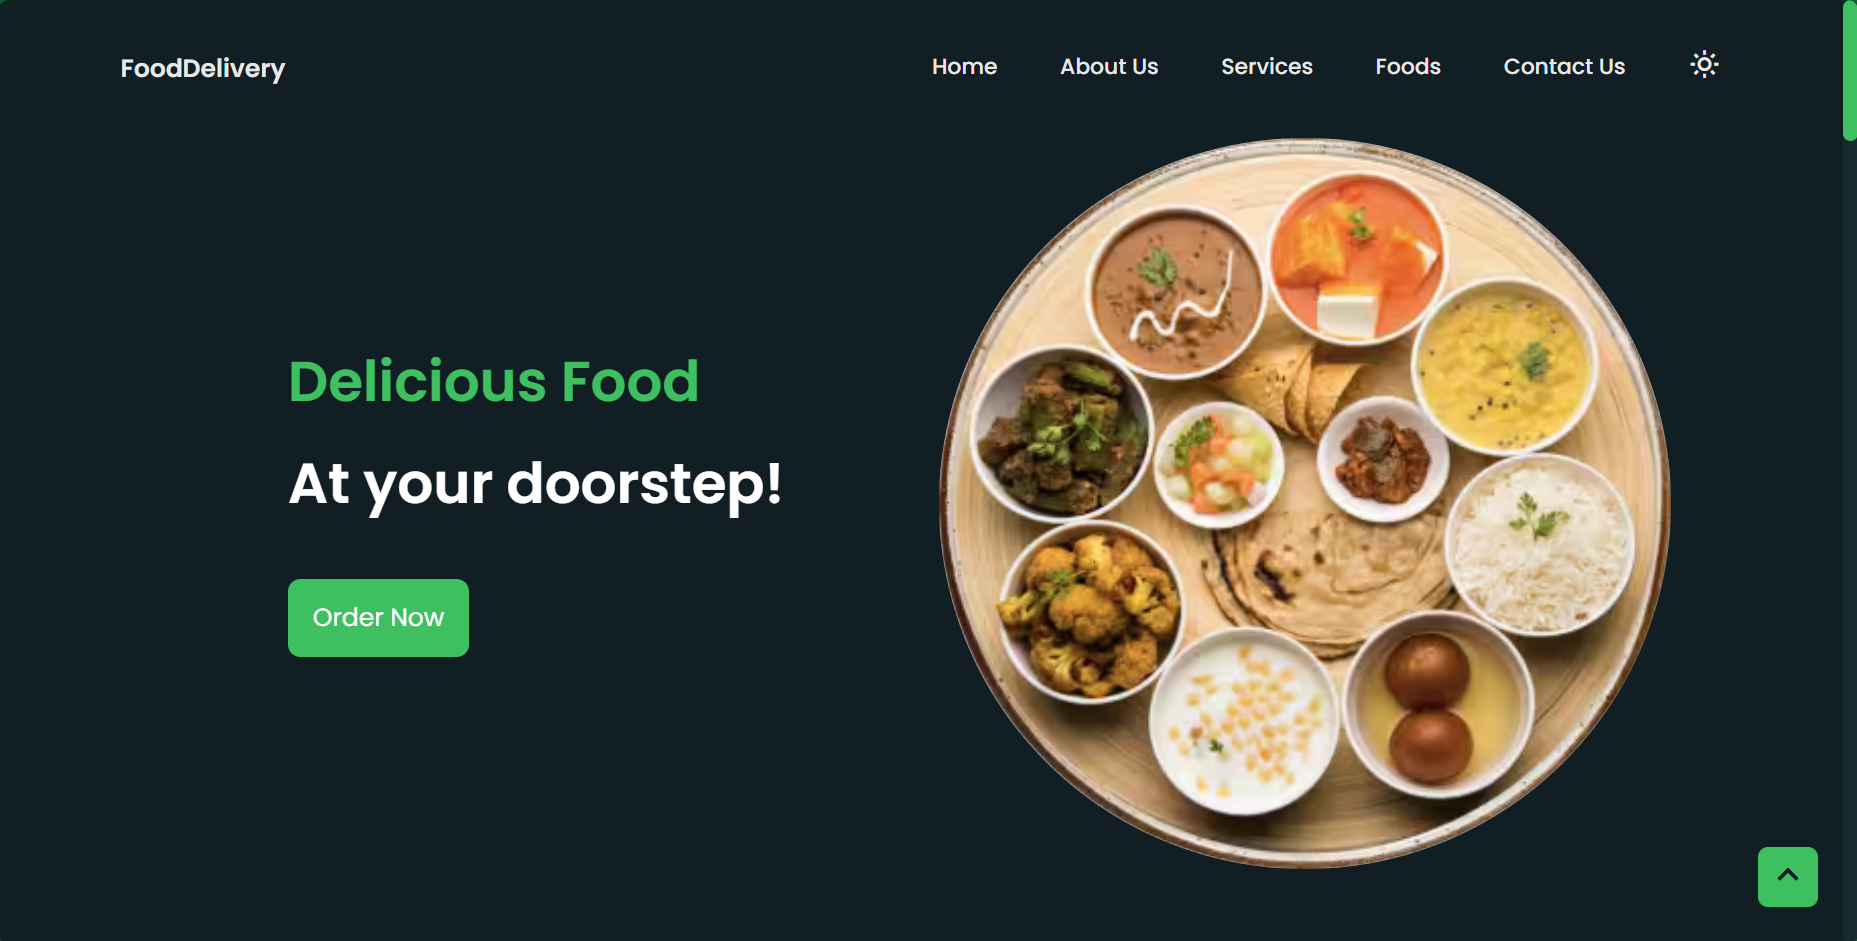 FoodDelivery
Home
About Us
Services
Foods
Contact Us
Delicious Food
At your doorstep!
Order Now